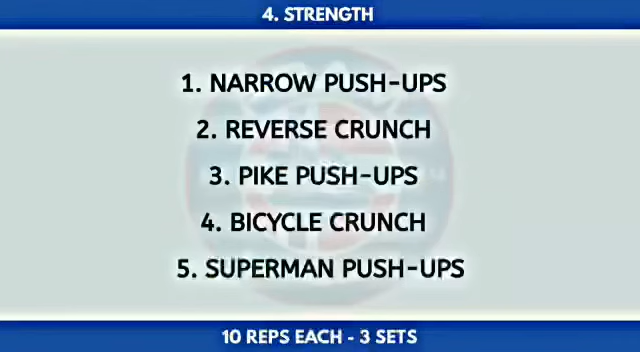 4. STRENGTH
1. NARROW PUSH-UPS
2. REVERSE CRUNCH
3. PIKE PUSH-UPS
4. BICYCLE CRUNCH
5. SUPERMAN PUSH-UPS
10 REPS EACH - 3 SETS